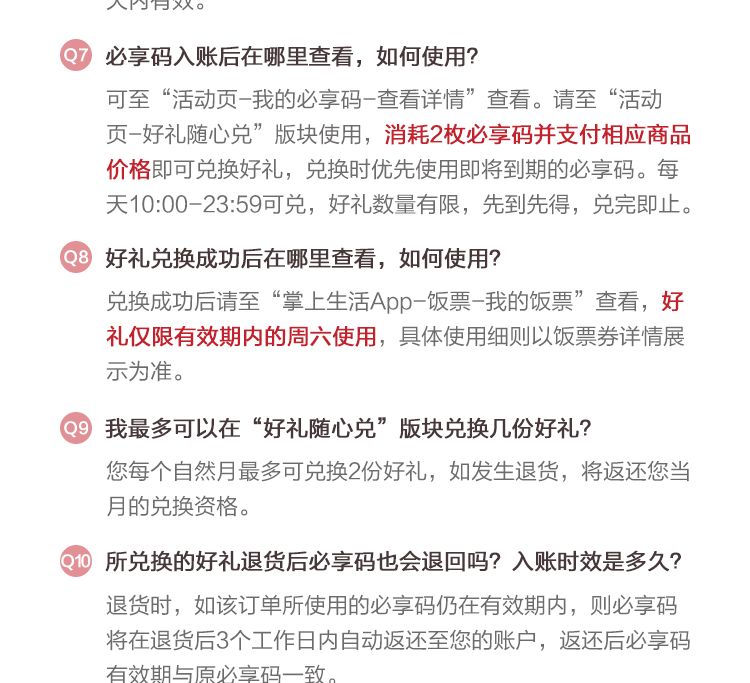 天内有效。
Q7 必享码入账后在哪里查看，如何使用？
可至“活动页-我的必享码-查看详情”查看。请至“活动
页-好礼随心兑”版块使用，消耗2枚必享码并支付相应商品
价格即可兑换好礼，兑换时优先使用即将到期的必享码。每
天10:00-23:59可兑，好礼数量有限，先到先得，兑完即止。
Q8 好礼兑换成功后在哪里查看，如何使用？
兑换成功后请至“掌上生活App-饭票-我的饭票”查看，好
礼仅限有效期内的周六使用，具体使用细则以饭票券详情展
示为准。
Q9 我最多可以在“好礼随心兑”版块兑换几份好礼？
您每个自然月最多可兑换2份好礼，如发生退货，将返还您当
月的兑换资格。
Q10 所兑换的好礼退货后必享码也会退回吗？入账时效是多久？
退货时，如该订单所使用的必享码仍在有效期内，则必享码
将在退货后3个工作日内自动返还至您的账户，返还后必享码
有效期与原必享码一致。